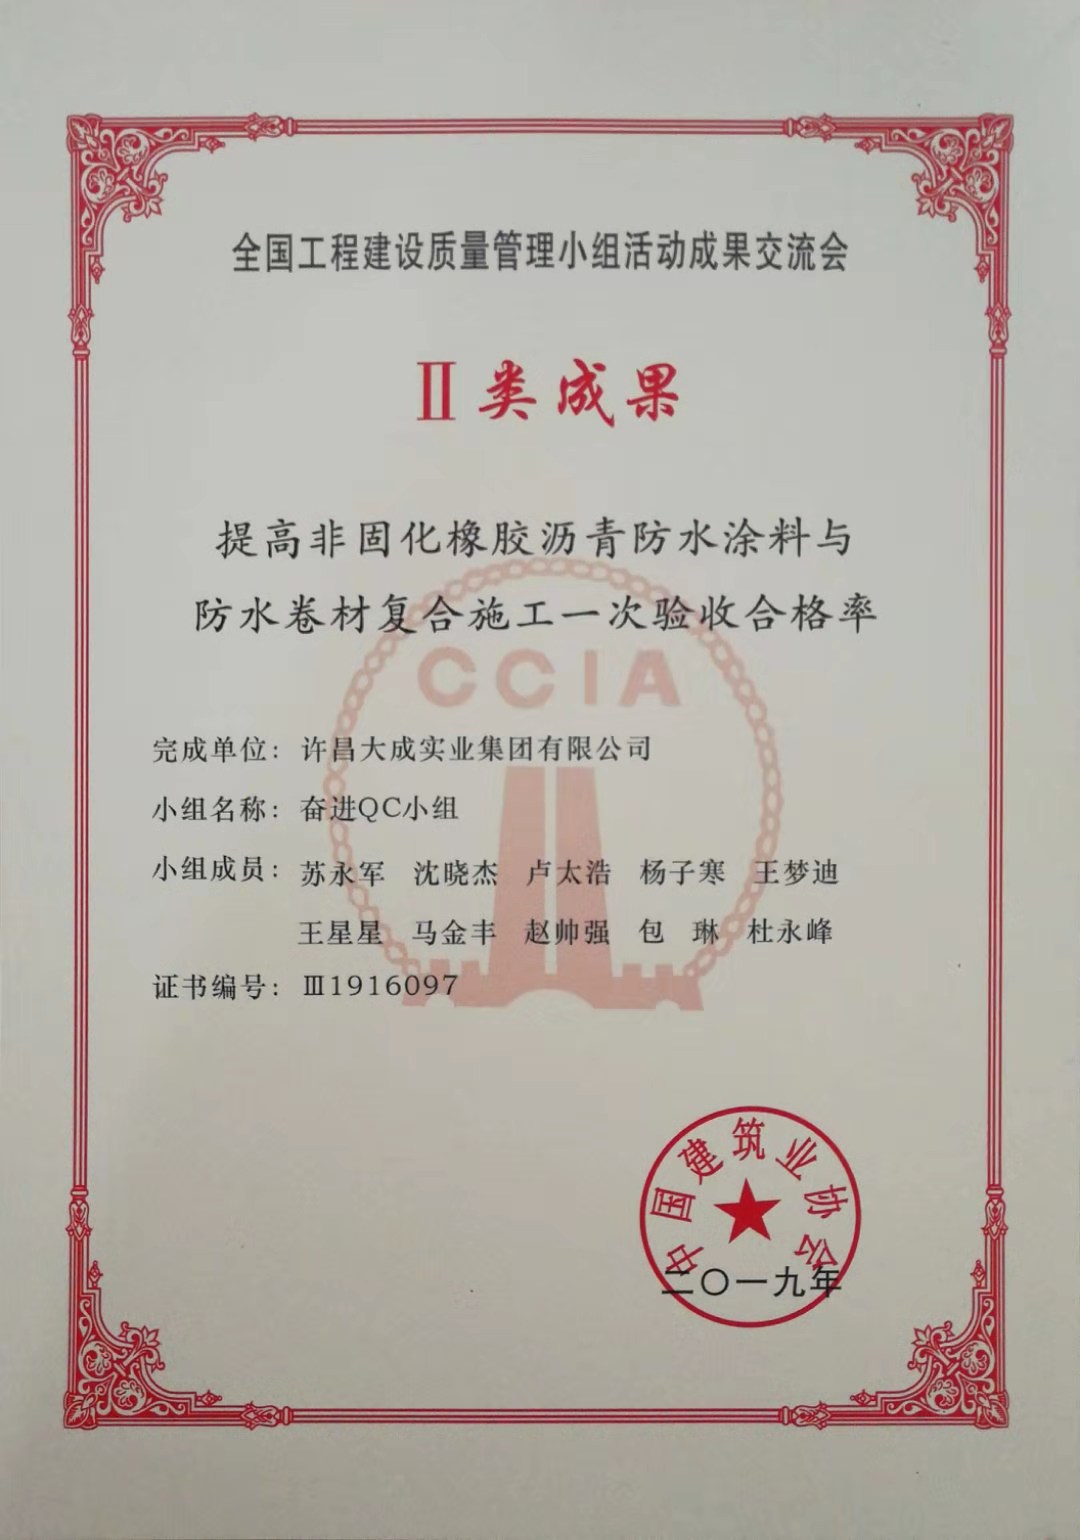 全国工程建设质量管理小组活动成果交流会
Ⅱ类成果
提高非固化橡胶沥青防水涂料与
防水卷材复合施工一次验收合格率
CCIA
完成单位：许昌大成实业集团有限公司
小组名称：奋进QC小组
小组成员：苏永军 沈晓杰 卢太浩 杨子寒 王梦迪
王星星 马金丰 赵帅强 包 琳 杜永峰
证书编号：Ⅲ1916097
中国建筑业协会
二〇一九年